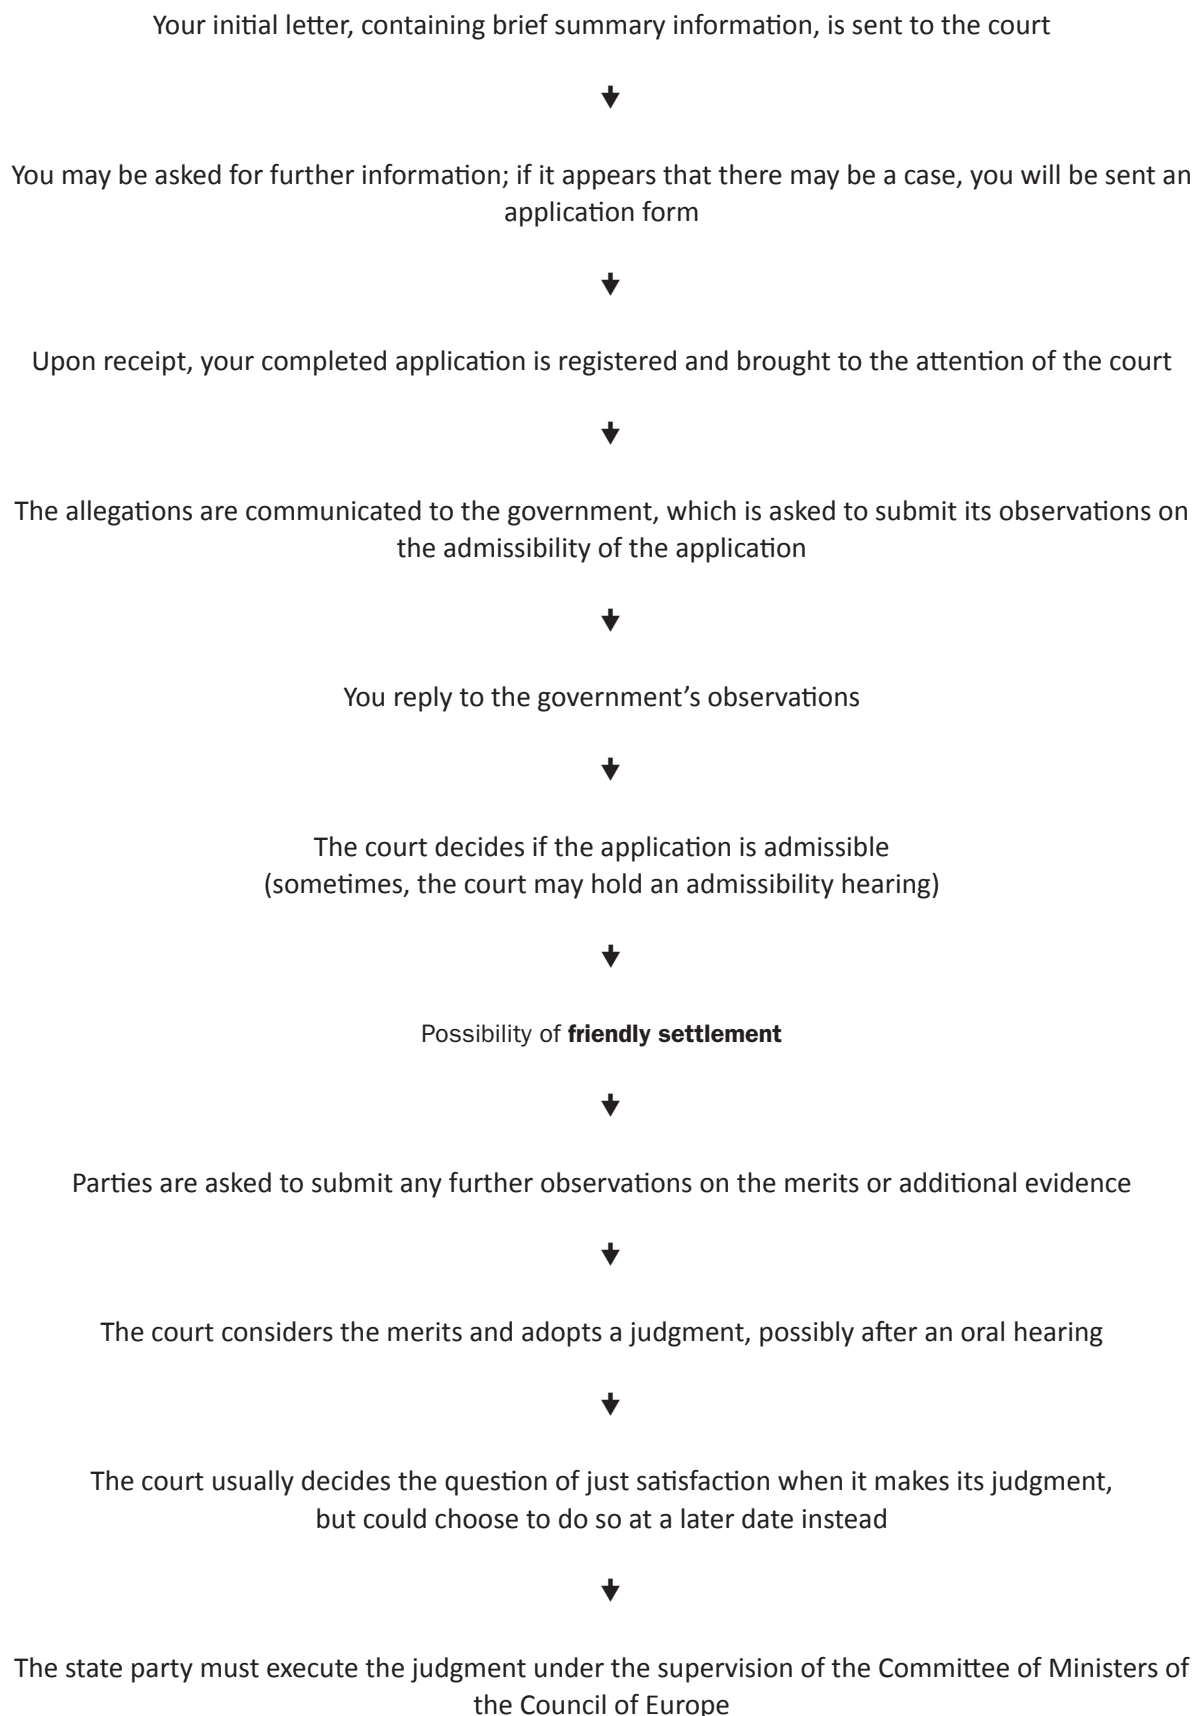 Your initial letter, containing brief summary information, is sent to the court
You may be asked for further information; if it appears that there may be a case, you will be sent an
application form
Upon receipt, your completed application is registered and brought to the attention of the court
The allegations are communicated to the government, which is asked to submit its observations on
the admissibility of the application
You reply to the government’s observations
The court decides if the application is admissible
(sometimes, the court may hold an admissibility hearing)
Possibility of friendly settlement
Parties are asked to submit any further observations on the merits or additional evidence
The court considers the merits and adopts a judgment, possibly after an oral hearing
The court usually decides the question of just satisfaction when it makes its judgment,
but could choose to do so at a later date instead
The state party must execute the judgment under the supervision of the Committee of Ministers of
the Council of Europe